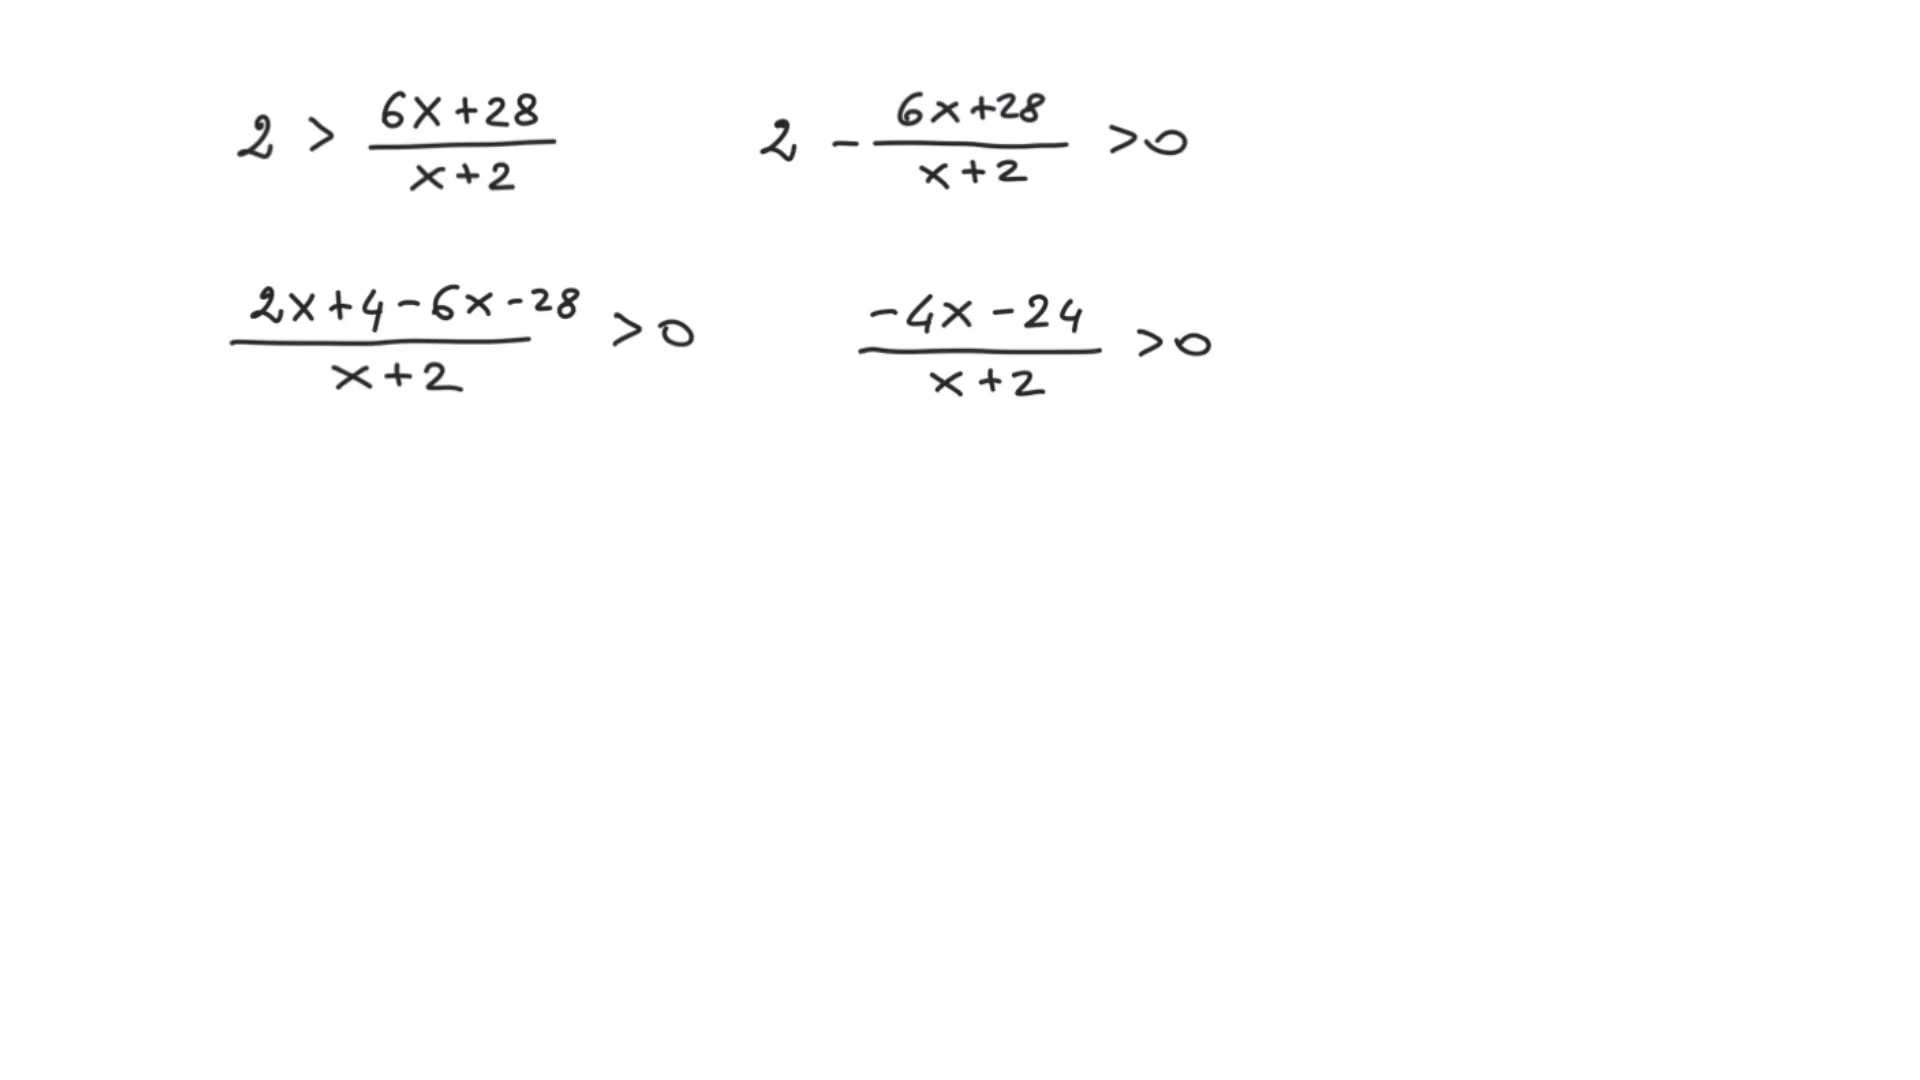 2 > (6x+28)/(x+2)
2 - (6x+28)/(x+2) > 0
(2x+4-6x-28)/(x+2) > 0
(-4x-24)/(x+2) > 0